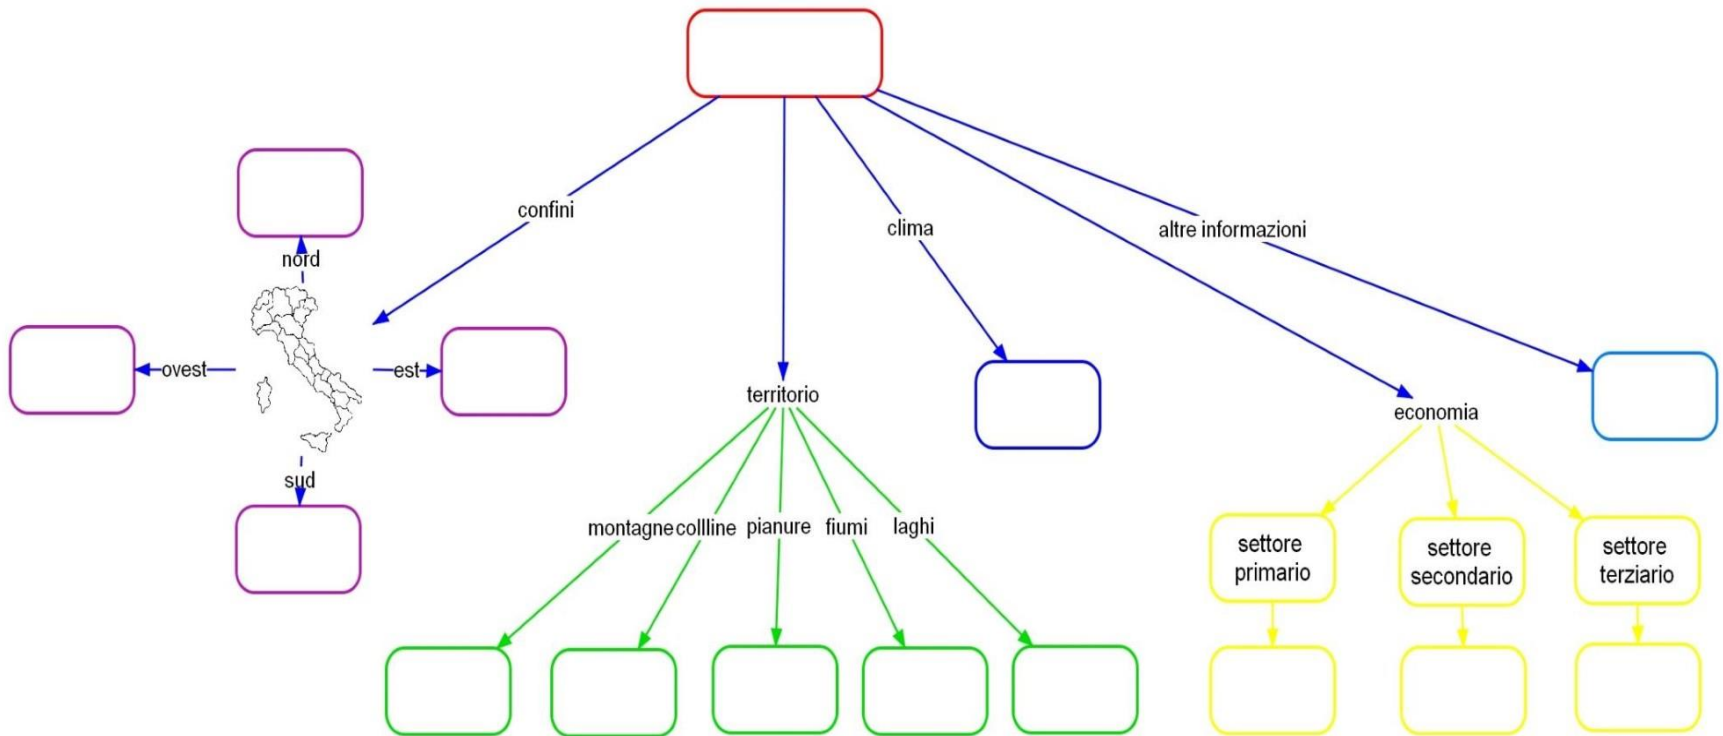 confini
clima
altre informazioni
nord
ovest
est
sud
territorio
economia
montagne
collline
pianure
fiumi
laghi
settore
primario
settore
secondario
settore
terziario